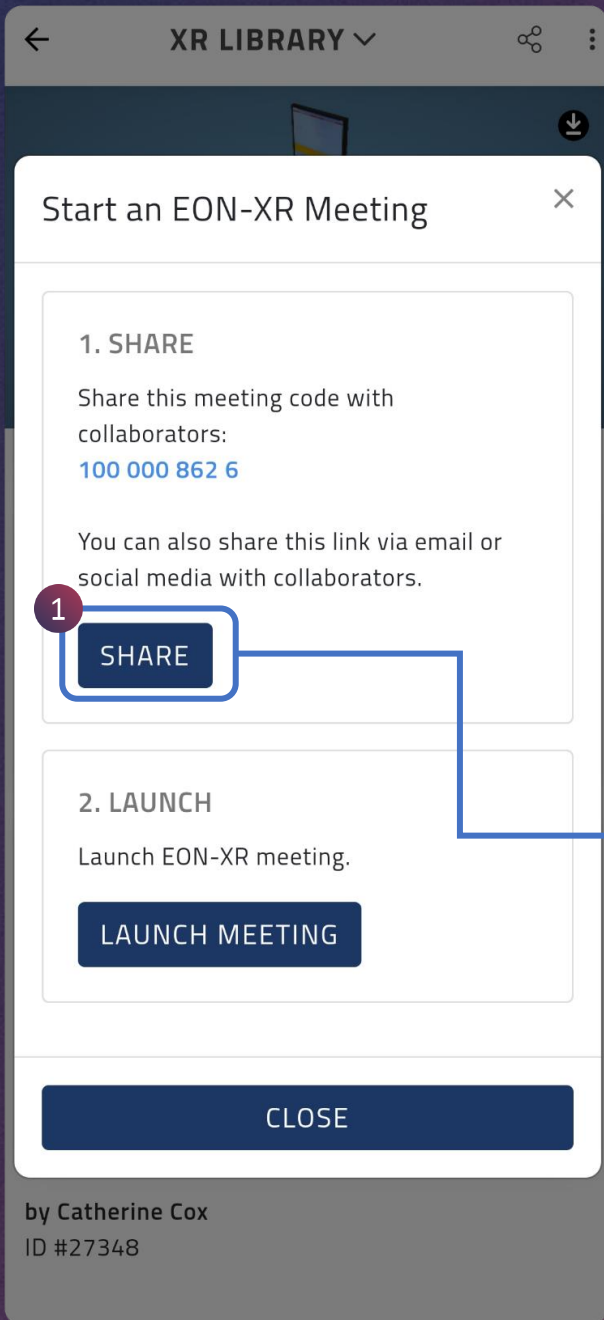 XR LIBRARY
Start an EON-XR Meeting
1. SHARE
Share this meeting code with
collaborators:
100 000 862 6
You can also share this link via email or
social media with collaborators.
1
SHARE
2. LAUNCH
Launch EON-XR meeting.
LAUNCH MEETING
CLOSE
by Catherine Cox
ID #27348